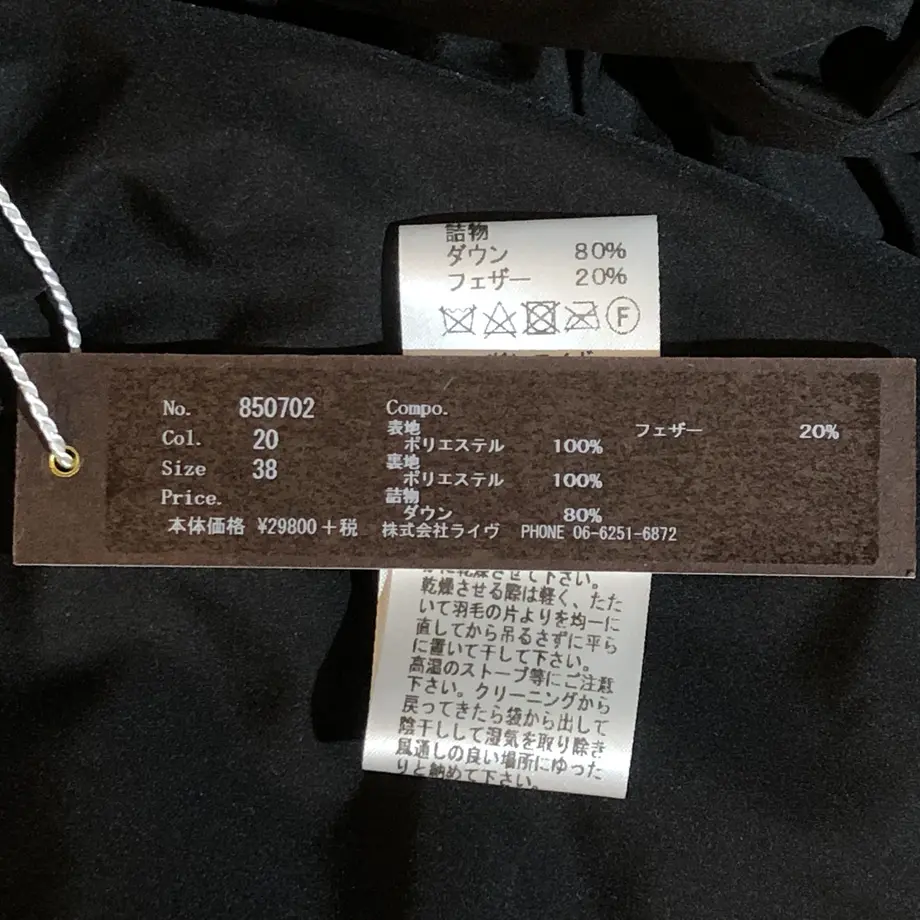 詰物
ダウン 80%
フェザー 20%
F
No. 850702
Col. 20
Size 38
Price.
本体価格 ¥29800+税
Compo.
表地
ポリエステル 100%
裏地
ポリエステル 100%
詰物
ダウン 80%
フェザー 20%
株式会社ライヴ PHONE 06-6251-6872
乾燥させて下さい。
乾燥させる際は軽く、たた
いて羽毛の片よりを均一に
直してから吊るさずに平ら
に置いて干して下さい。
高温のストーブ等にご注意
下さい。クリーニングから
戻ってきたら袋から出して
陰干しして湿気を取り除き
風通しの良い場所にゆった
りと納めて下さい。